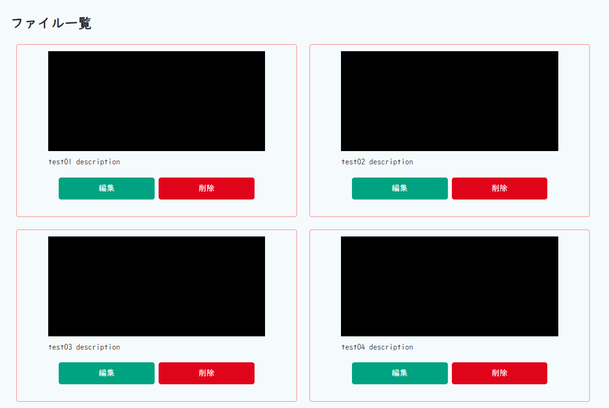 ファイル一覧
test01 description
編集 削除
test02 description
編集 削除
test03 description
編集 削除
test04 description
編集 削除